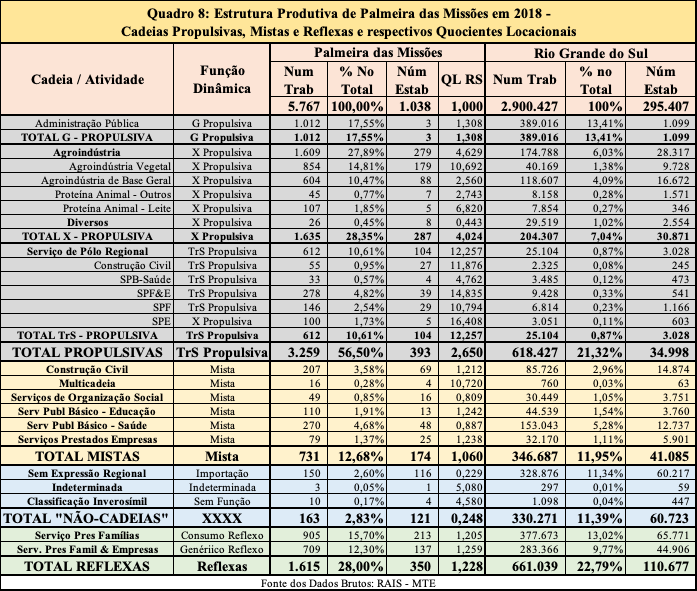 Quadro 8: Estrutura Produtiva de Palmeira das Missões em 2018 -
Cadeias Propulsivas, Mistas e Reflexas e respectivos Quocientes Locacionais
Cadeia / Atividade Função Dinâmica Palmeira das Missões Rio Grande do Sul
Num Trab % No Total Núm Estab QL RS Num Trab % no Total Núm Estab
5.767 100,00% 1.038 1,000 2.900.427 100% 295.407
Administração Pública G Propulsiva 1.012 17,55% 3 1,308 389.016 13,41% 1.099
TOTAL G - PROPULSIVA G Propulsiva 1.012 17,55% 3 1,308 389.016 13,41% 1.099
Agroindústria X Propulsiva 1.609 27,89% 279 4,629 174.788 6,03% 28.317
Agroindústria Vegetal X Propulsiva 854 14,81% 179 10,692 40.169 1,38% 9.728
Agroindústria de Base Geral X Propulsiva 604 10,47% 88 2,560 118.607 4,09% 16.672
Proteína Animal - Outros X Propulsiva 45 0,77% 7 2,743 8.158 0,28% 1.571
Proteína Animal - Leite X Propulsiva 107 1,85% 5 6,820 7.854 0,27% 346
Diversos X Propulsiva 26 0,45% 8 0,443 29.519 1,02% 2.554
TOTAL X - PROPULSIVA X Propulsiva 1.635 28,35% 287 4,024 204.307 7,04% 30.871
Serviço de Pólo Regional TrS Propulsiva 612 10,61% 104 12,257 25.104 0,87% 3.028
Construção Civil TrS Propulsiva 55 0,95% 27 11,876 2.325 0,08% 245
SPB-Saúde TrS Propulsiva 33 0,57% 4 4,762 3.485 0,12% 473
SPF&E TrS Propulsiva 278 4,82% 39 14,835 9.428 0,33% 541
SPF TrS Propulsiva 146 2,54% 29 10,794 6.814 0,23% 1.166
SPE X Propulsiva 100 1,73% 5 16,408 3.051 0,11% 603
TOTAL TrS - PROPULSIVA TrS Propulsiva 612 10,61% 104 12,257 25.104 0,87% 3.028
TOTAL PROPULSIVAS TrS Propulsiva 3.259 56,50% 393 2,650 618.427 21,32% 34.998
Construção Civil Mista 207 3,58% 69 1,212 85.726 2,96% 14.874
Multicadeia Mista 16 0,28% 4 10,720 760 0,03% 63
Serviços de Organização Social Mista 49 0,85% 16 0,809 30.449 1,05% 3.751
Serv Publ Básico - Educação Mista 110 1,91% 13 1,242 44.539 1,54% 3.760
Serv Publ Básico - Saúde Mista 270 4,68% 48 0,887 153.043 5,28% 12.737
Serviços Prestados Empresas Mista 79 1,37% 25 1,238 32.170 1,11% 5.901
TOTAL MISTAS Mista 731 12,68% 174 1,060 346.687 11,95% 41.085
Sem Expressão Regional Importação 150 2,60% 116 0,229 328.876 11,34% 60.217
Indeterminada Indeterminada 3 0,05% 1 5,080 297 0,01% 59
Classificação Inverosímil Sem Função 10 0,17% 4 4,580 1.098 0,04% 447
TOTAL "NÃO-CADEIAS" XXXX 163 2,83% 121 0,248 330.271 11,39% 60.723
Serviço Pres Famílias Consumo Reflexo 905 15,70% 213 1,205 377.673 13,02% 65.771
Serv. Pres Famil & Empresas Genériico Reflexo 709 12,30% 137 1,259 283.366 9,77% 44.906
TOTAL REFLEXAS Reflexas 1.615 28,00% 350 1,228 661.039 22,79% 110.677
Fonte dos Dados Brutos: RAIS - MTE